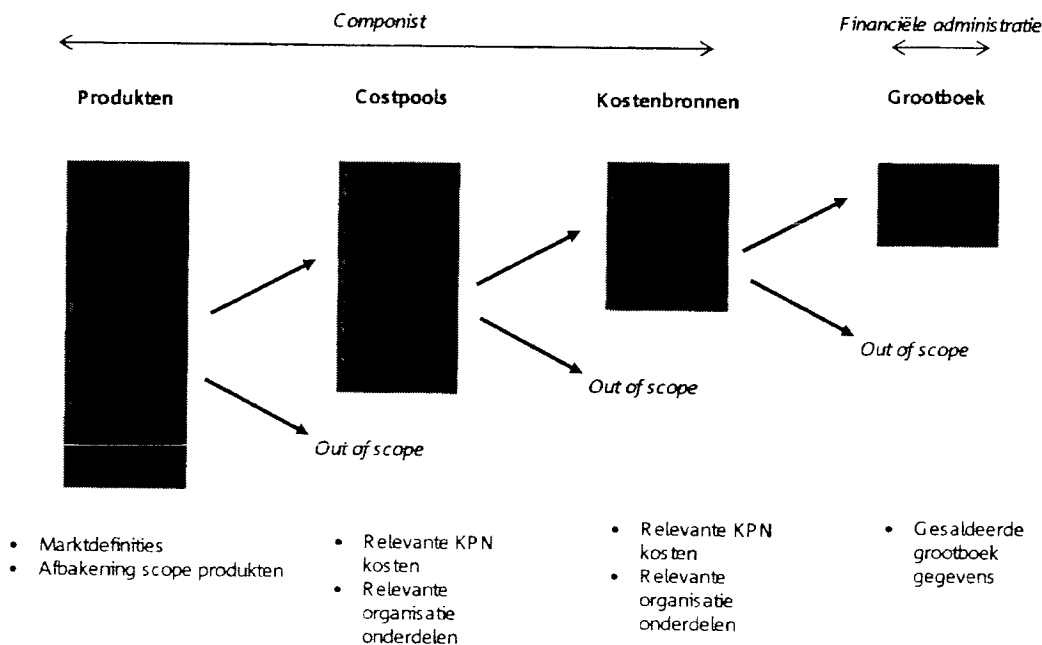 Componist
Financiële administratie
Produkten
Costpools
Kostenbronnen
Grootboek
Out of scope
Out of scope
Out of scope
• Marktdefinities
• Afbakening scope produkten
• Relevante KPN
kosten
• Relevante
organisatie
onderdelen
• Relevante KPN
kosten
• Relevante
organisatie
onderdelen
• Gesaldeerde
grootboek
gegevens